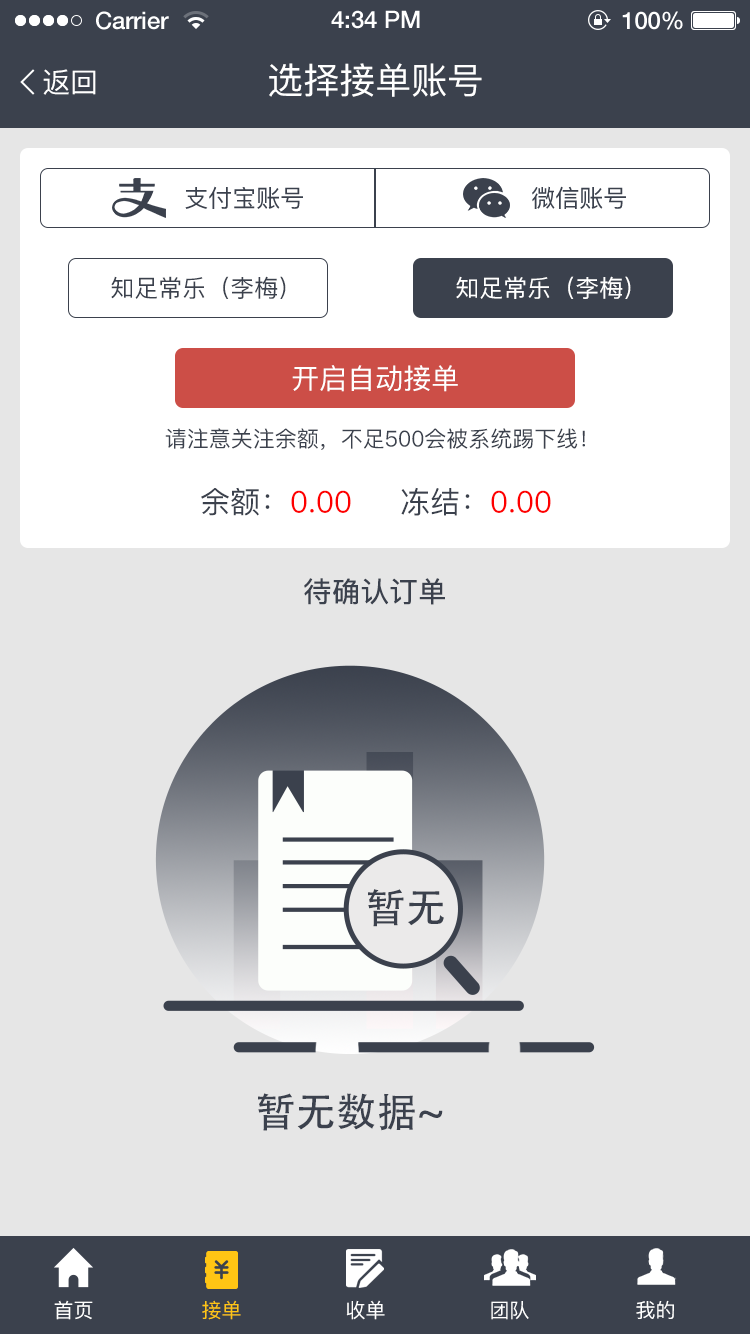 Carrier 4:34 PM 100%
返回 选择接单账号
支付宝账号 微信账号
知足常乐（李梅） 知足常乐（李梅）
开启自动接单
请注意关注余额，不足500会被系统踢下线！
余额：0.00 冻结：0.00
待确认订单
暂无
暂无数据~
首页 接单 收单 团队 我的